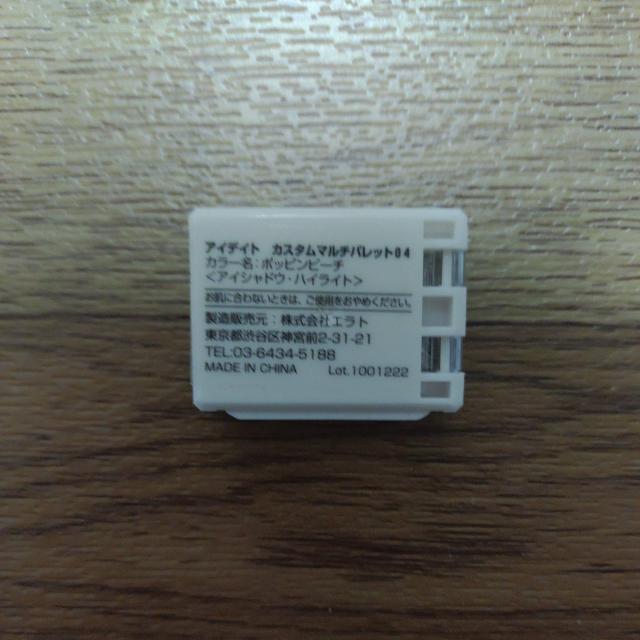 アイデイト カスタムマルチパレット04
カラー名：ポッピンピーチ
＜アイシャドウ・ハイライト＞
お肌に合わないときは、ご使用をおやめください。
製造販売元：株式会社エラト
東京都渋谷区神宮前2-31-21
TEL:03-6434-5188
MADE IN CHINA Lot.1001222